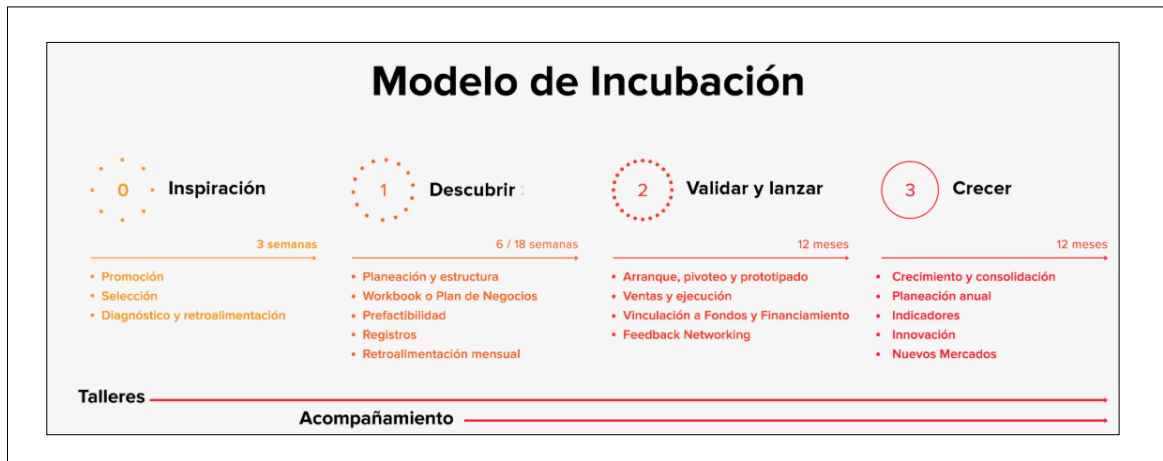 Modelo de Incubación
0 Inspiración
3 semanas
• Promoción
• Selección
• Diagnóstico y retroalimentación
1 Descubrir
6 / 18 semanas
• Planeación y estructura
• Workbook o Plan de Negocios
• Prefactibilidad
• Registros
• Retroalimentación mensual
2 Validar y lanzar
12 meses
• Arranque, pivoteo y prototipado
• Ventas y ejecución
• Vinculación a Fondos y Financiamiento
• Feedback Networking
3 Crecer
12 meses
• Crecimiento y consolidación
• Planeación anual
• Indicadores
• Innovación
• Nuevos Mercados
Talleres
Acompañamiento